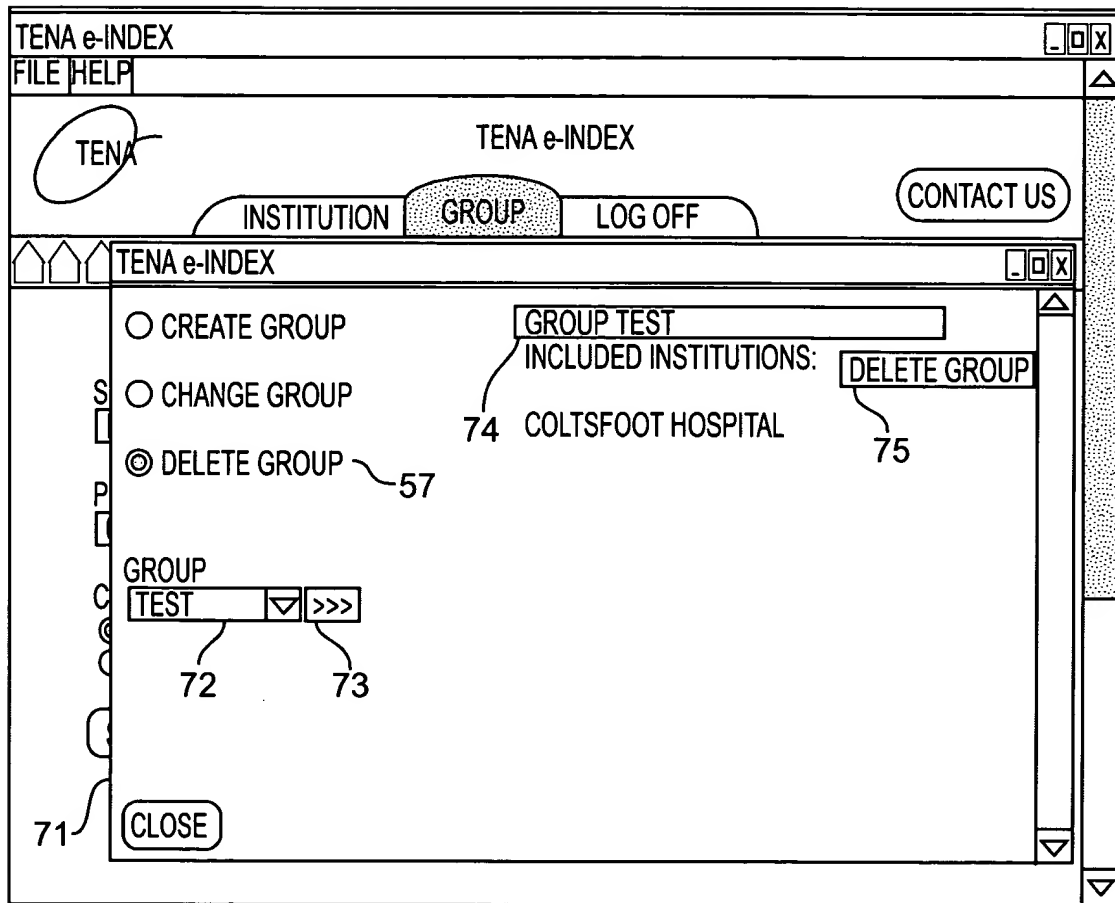 TENA e-INDEX
_ X
FILE HELP
TENA
TENA e-INDEX
CONTACT US
INSTITUTION GROUP LOG OFF
TENA e-INDEX
_ X
CREATE GROUP
CHANGE GROUP
DELETE GROUP 57
GROUP
TEST >>>
72 73
GROUP TEST
INCLUDED INSTITUTIONS:
DELETE GROUP
74 COLTSFOOT HOSPITAL
75
S
P
C
71
CLOSE